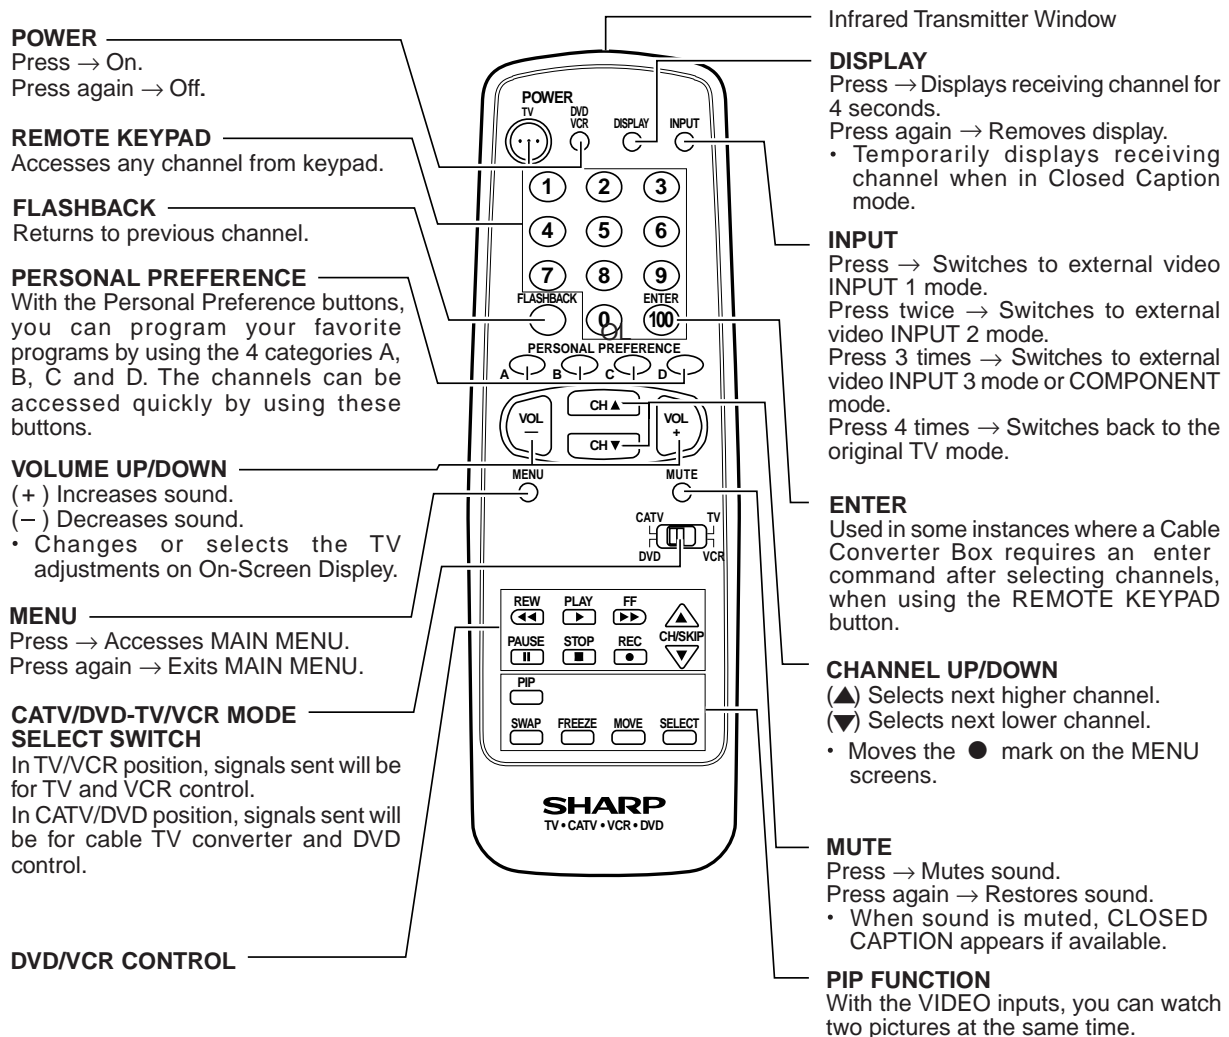 POWER
Press → On.
Press again → Off.
REMOTE KEYPAD
Accesses any channel from keypad.
FLASHBACK
Returns to previous channel.
PERSONAL PREFERENCE
With the Personal Preference buttons,
you can program your favorite
programs by using the 4 categories A,
B, C and D. The channels can be
accessed quickly by using these
buttons.
VOLUME UP/DOWN
( + ) Increases sound.
( – ) Decreases sound.
• Changes or selects the TV
adjustments on On-Screen Display.
MENU
Press → Accesses MAIN MENU.
Press again → Exits MAIN MENU.
CATV/DVD-TV/VCR MODE
SELECT SWITCH
In TV/VCR position, signals sent will be
for TV and VCR control.
In CATV/DVD position, signals sent will
be for cable TV converter and DVD
control.
DVD/VCR CONTROL
POWER
TV
DVD
VCR
DISPLAY
INPUT
1
2
3
4
5
6
7
8
9
FLASHBACK
ENTER
0
100
OL
PERSONAL PREFERENCE
A
B
C
D
VOL
–
CH ▲
CH ▼
VOL
+
MENU
MUTE
CATV
TV
DVD
VCR
REW
PLAY
FF
PAUSE
STOP
REC
CH/SKIP
PIP
SWAP
FREEZE
MOVE
SELECT
SHARP
TV • CATV • VCR • DVD
Infrared Transmitter Window
DISPLAY
Press → Displays receiving channel for
4 seconds.
Press again → Removes display.
• Temporarily displays receiving
channel when in Closed Caption
mode.
INPUT
Press → Switches to external video
INPUT 1 mode.
Press twice → Switches to external
video INPUT 2 mode.
Press 3 times → Switches to external
video INPUT 3 mode or COMPONENT
mode.
Press 4 times → Switches back to the
original TV mode.
ENTER
Used in some instances where a Cable
Converter Box requires an enter
command after selecting channels,
when using the REMOTE KEYPAD
button.
CHANNEL UP/DOWN
(▲) Selects next higher channel.
(▼) Selects next lower channel.
• Moves the ● mark on the MENU
screens.
MUTE
Press → Mutes sound.
Press again → Restores sound.
• When sound is muted, CLOSED
CAPTION appears if available.
PIP FUNCTION
With the VIDEO inputs, you can watch
two pictures at the same time.